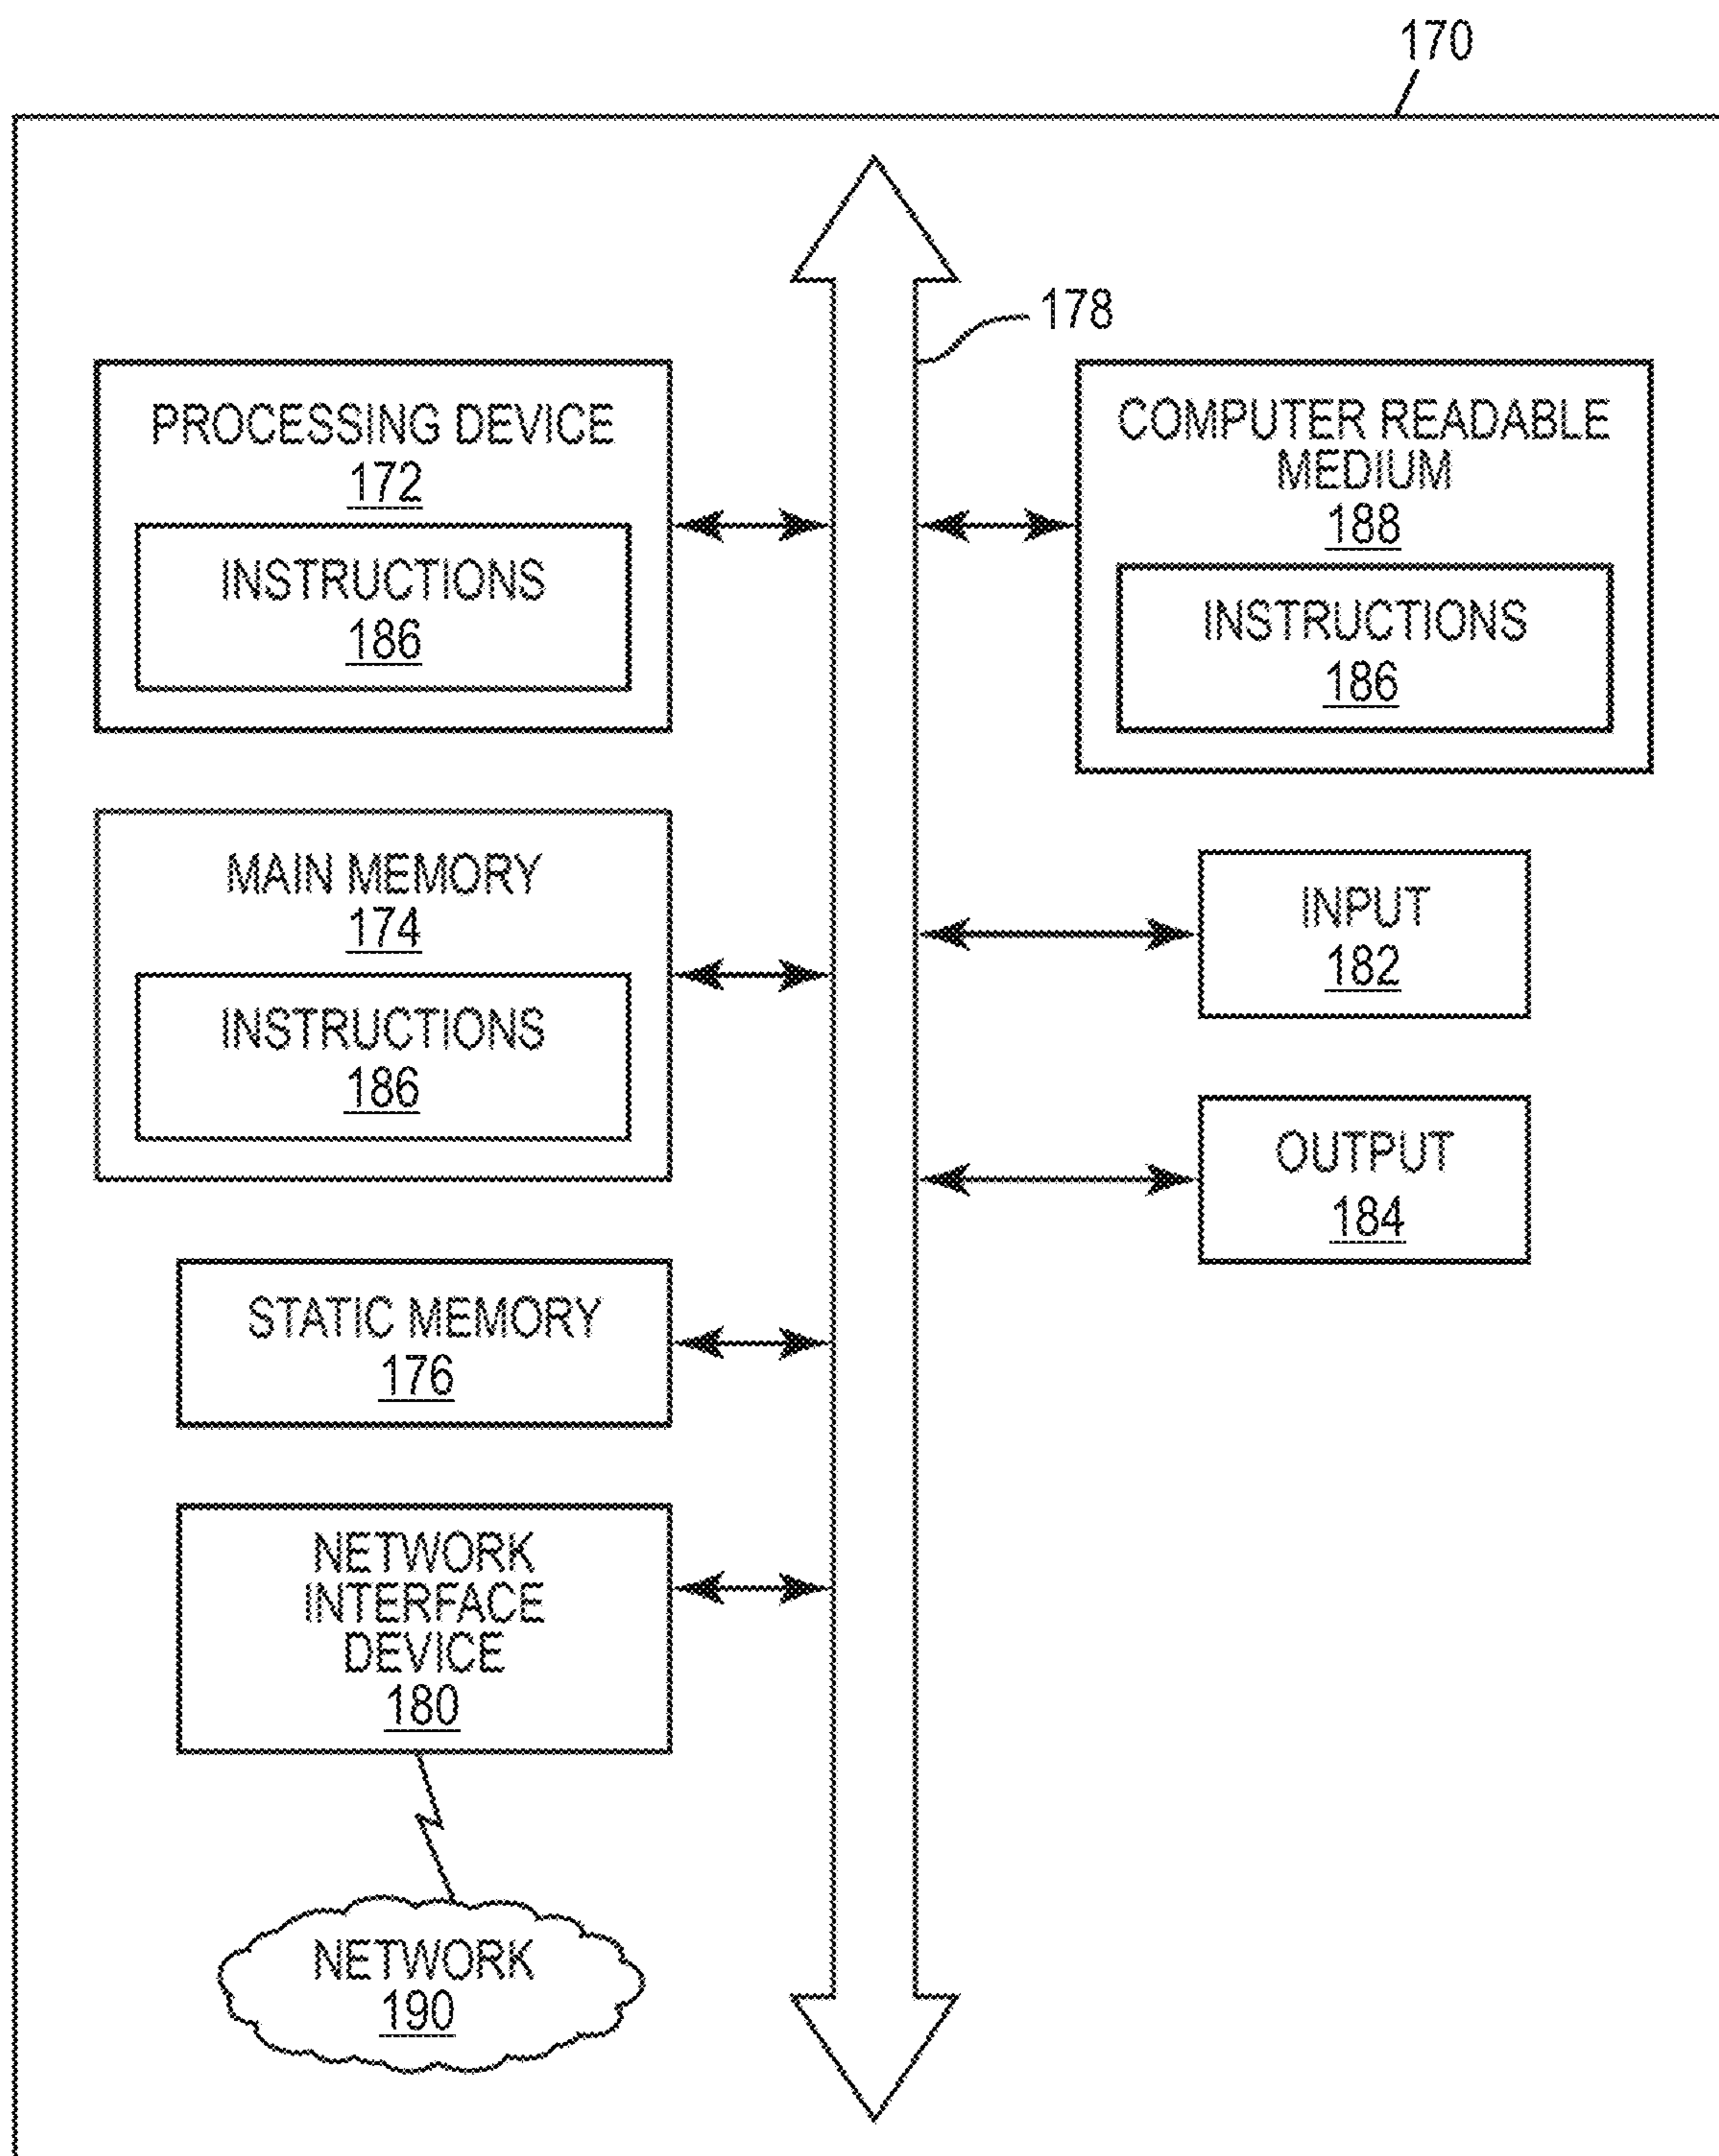 170
178
PROCESSING DEVICE
172
INSTRUCTIONS
186
COMPUTER READABLE
MEDIUM
188
INSTRUCTIONS
186
MAIN MEMORY
174
INSTRUCTIONS
186
INPUT
182
OUTPUT
184
STATIC MEMORY
176
NETWORK
INTERFACE
DEVICE
180
NETWORK
190